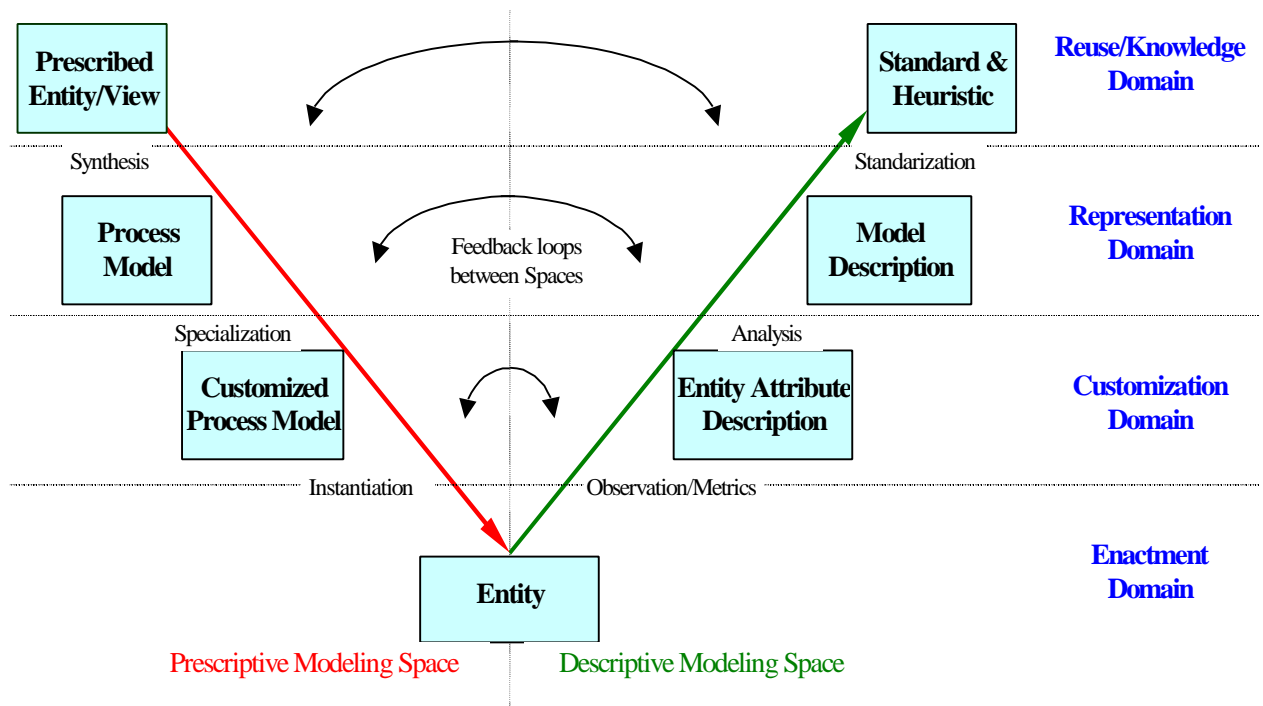 Prescribed
Entity/View
Standard &
Heuristic
Reuse/Knowledge
Domain
Synthesis
Standarization
Process
Model
Feedback loops
between Spaces
Model
Description
Representation
Domain
Specialization
Analysis
Customized
Process Model
Entity Attribute
Description
Customization
Domain
Instantiation
Observation/Metrics
Entity
Enactment
Domain
Prescriptive Modeling Space
Descriptive Modeling Space